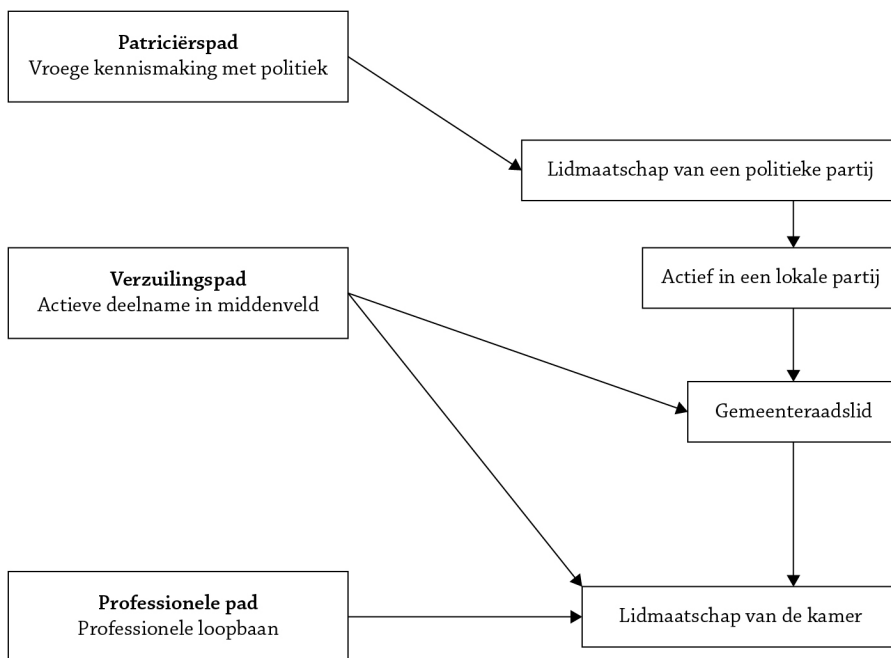 Patriciërspad
Vroege kennismaking met politiek
Lidmaatschap van een politieke partij
Verzuilingspad
Actieve deelname in middenveld
Actief in een lokale partij
Gemeenteraadslid
Professionele pad
Professionele loopbaan
Lidmaatschap van de kamer